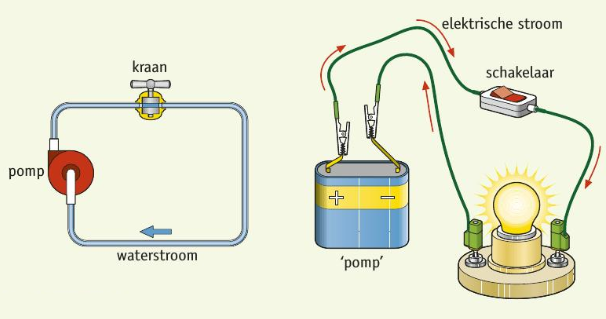 kraan
pomp
waterstroom
elektrische stroom
schakelaar
+ −
'pomp'